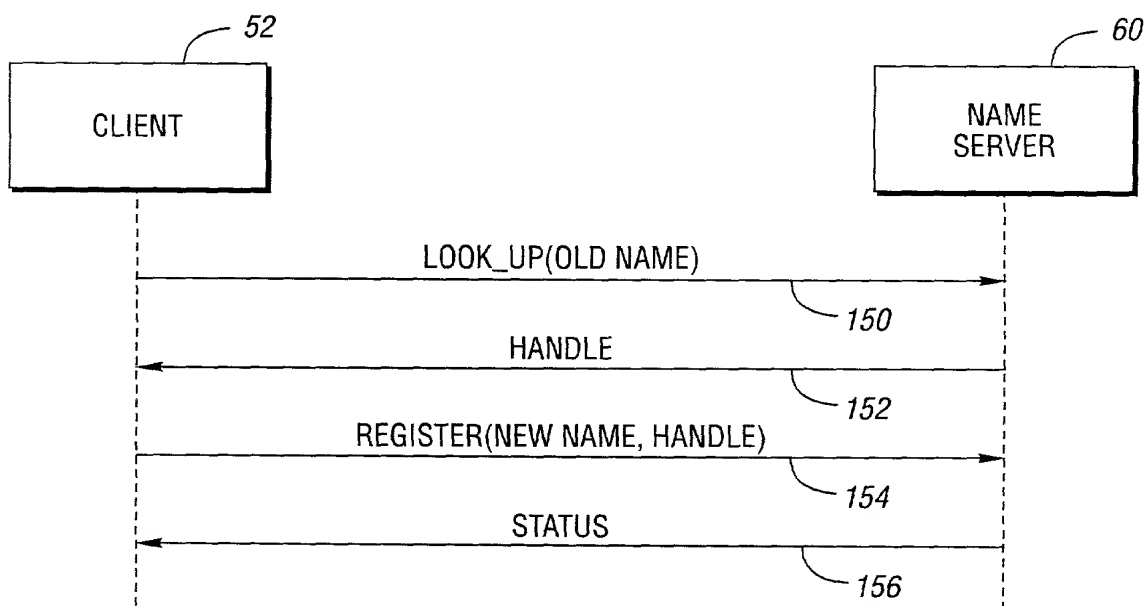 52
60
CLIENT
NAME
SERVER
LOOK_UP(OLD NAME)
150
HANDLE
152
REGISTER(NEW NAME, HANDLE)
154
STATUS
156